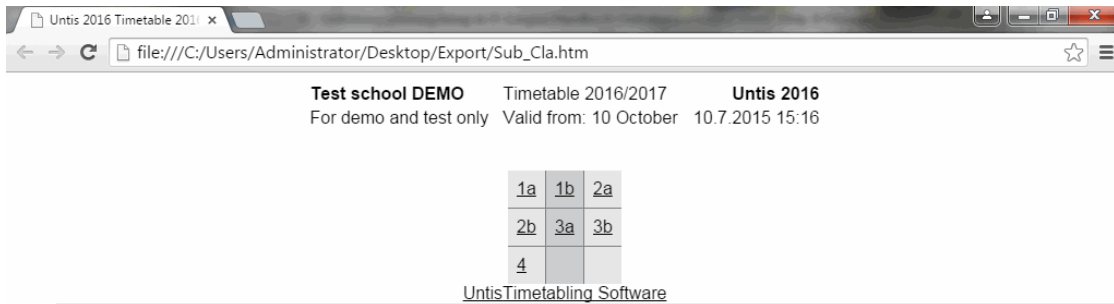 Untis 2016 Timetable 201
file:///C:/Users/Administrator/Desktop/Export/Sub_Cla.htm
Test school DEMO Timetable 2016/2017 Untis 2016
For demo and test only Valid from: 10 October 10.7.2015 15:16
1a 1b 2a
2b 3a 3b
4
UntisTimetabling Software